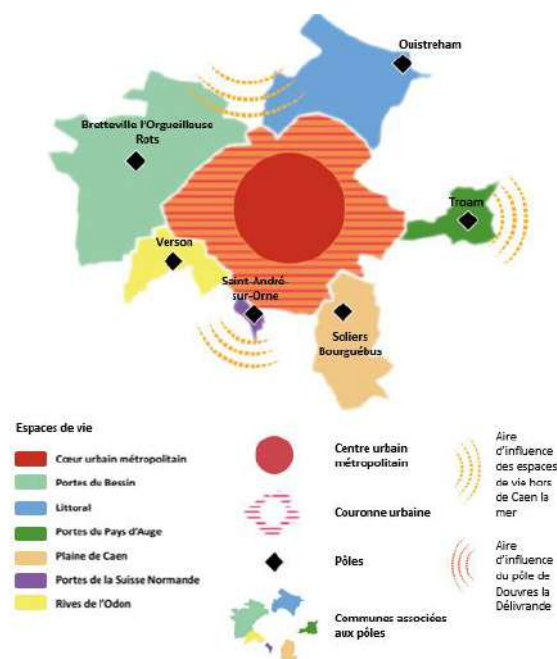 Ouistreham
Bretteville l'Orgueilleuse
Rots
Troarn
Verson
Saint-André-
sur-Orne
Soliers
Bourguébus
Espaces de vie
Cœur urbain métropolitain
Portes du Bessin
Littoral
Portes du Pays d'Auge
Plaine de Caen
Portes de la Suisse Normande
Rives de l'Odon
Centre urbain
métropolitain
Couronne urbaine
Pôles
Communes associées
aux pôles
Aire
d'influence
des espaces
de vie hors
de Caen la
mer
Aire
d'influence
du pôle de
Douvres la
Délivrande